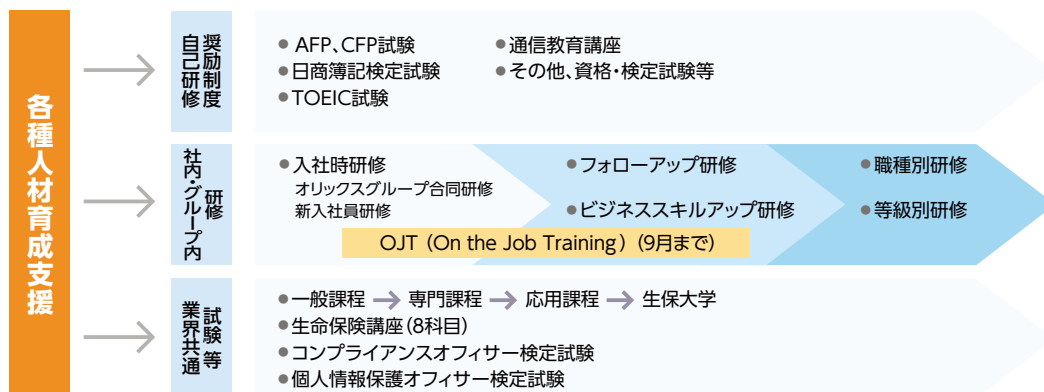 各種人材育成支援
自己研修
奨励制度
● AFP、CFP試験
● 日商簿記検定試験
● TOEIC試験
● 通信教育講座
● その他、資格・検定試験等
社内・グループ内
研修
● 入社時研修
オリックスグループ合同研修
新入社員研修
● フォローアップ研修
● ビジネススキルアップ研修
● 職種別研修
● 等級別研修
OJT（On the Job Training）（9月まで）
業界共通
試験等
● 一般課程 → 専門課程 → 応用課程 → 生保大学
● 生命保険講座（8科目）
● コンプライアンスオフィサー検定試験
● 個人情報保護オフィサー検定試験